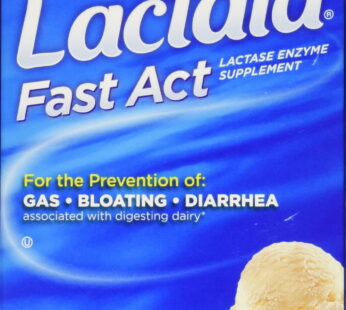 Lactaid®
Fast Act
LACTASE ENZYME
SUPPLEMENT
For the Prevention of:
GAS • BLOATING • DIARRHEA
associated with digesting dairy*
Ⓤ